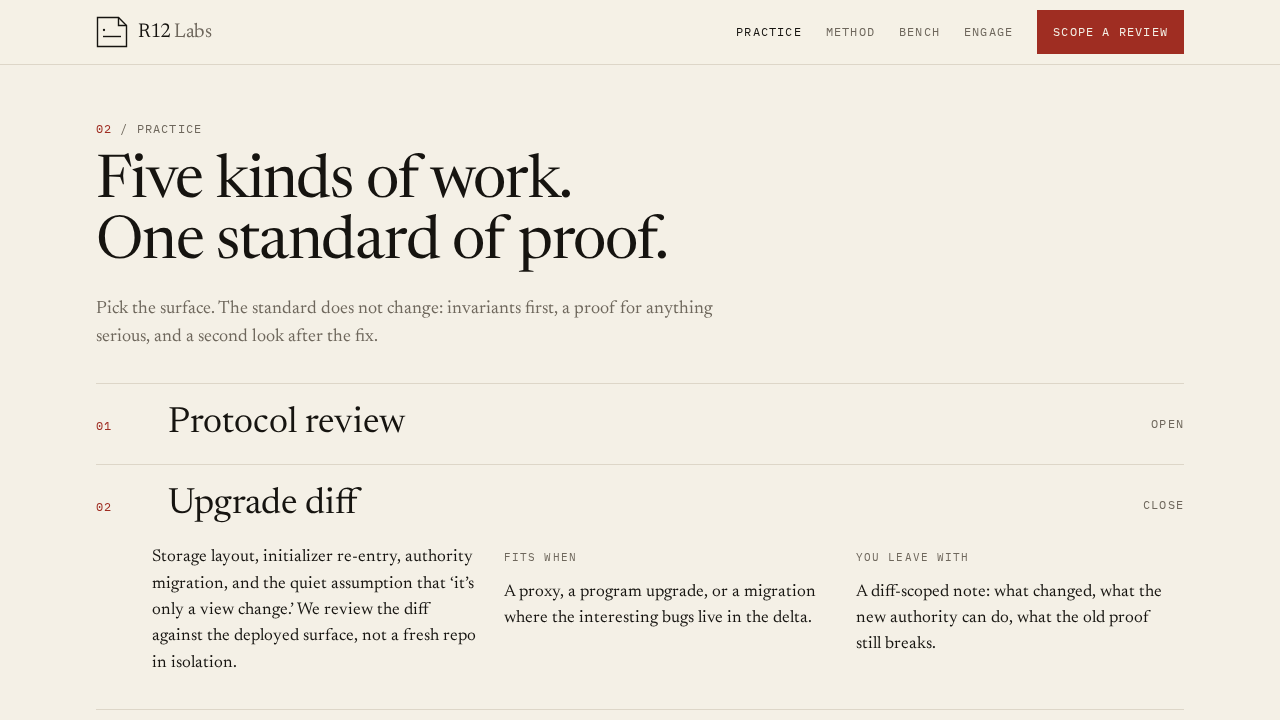 R12 Labs
PRACTICE
METHOD
BENCH
ENGAGE
SCOPE A REVIEW
02 / PRACTICE
Five kinds of work.
One standard of proof.
Pick the surface. The standard does not change: invariants first, a proof for anything
serious, and a second look after the fix.
01
Protocol review
OPEN
02
Upgrade diff
CLOSE
Storage layout, initializer re-entry, authority
migration, and the quiet assumption that ‘it’s
only a view change.’ We review the diff
against the deployed surface, not a fresh repo
in isolation.
FITS WHEN
A proxy, a program upgrade, or a migration
where the interesting bugs live in the delta.
YOU LEAVE WITH
A diff-scoped note: what changed, what the
new authority can do, what the old proof
still breaks.